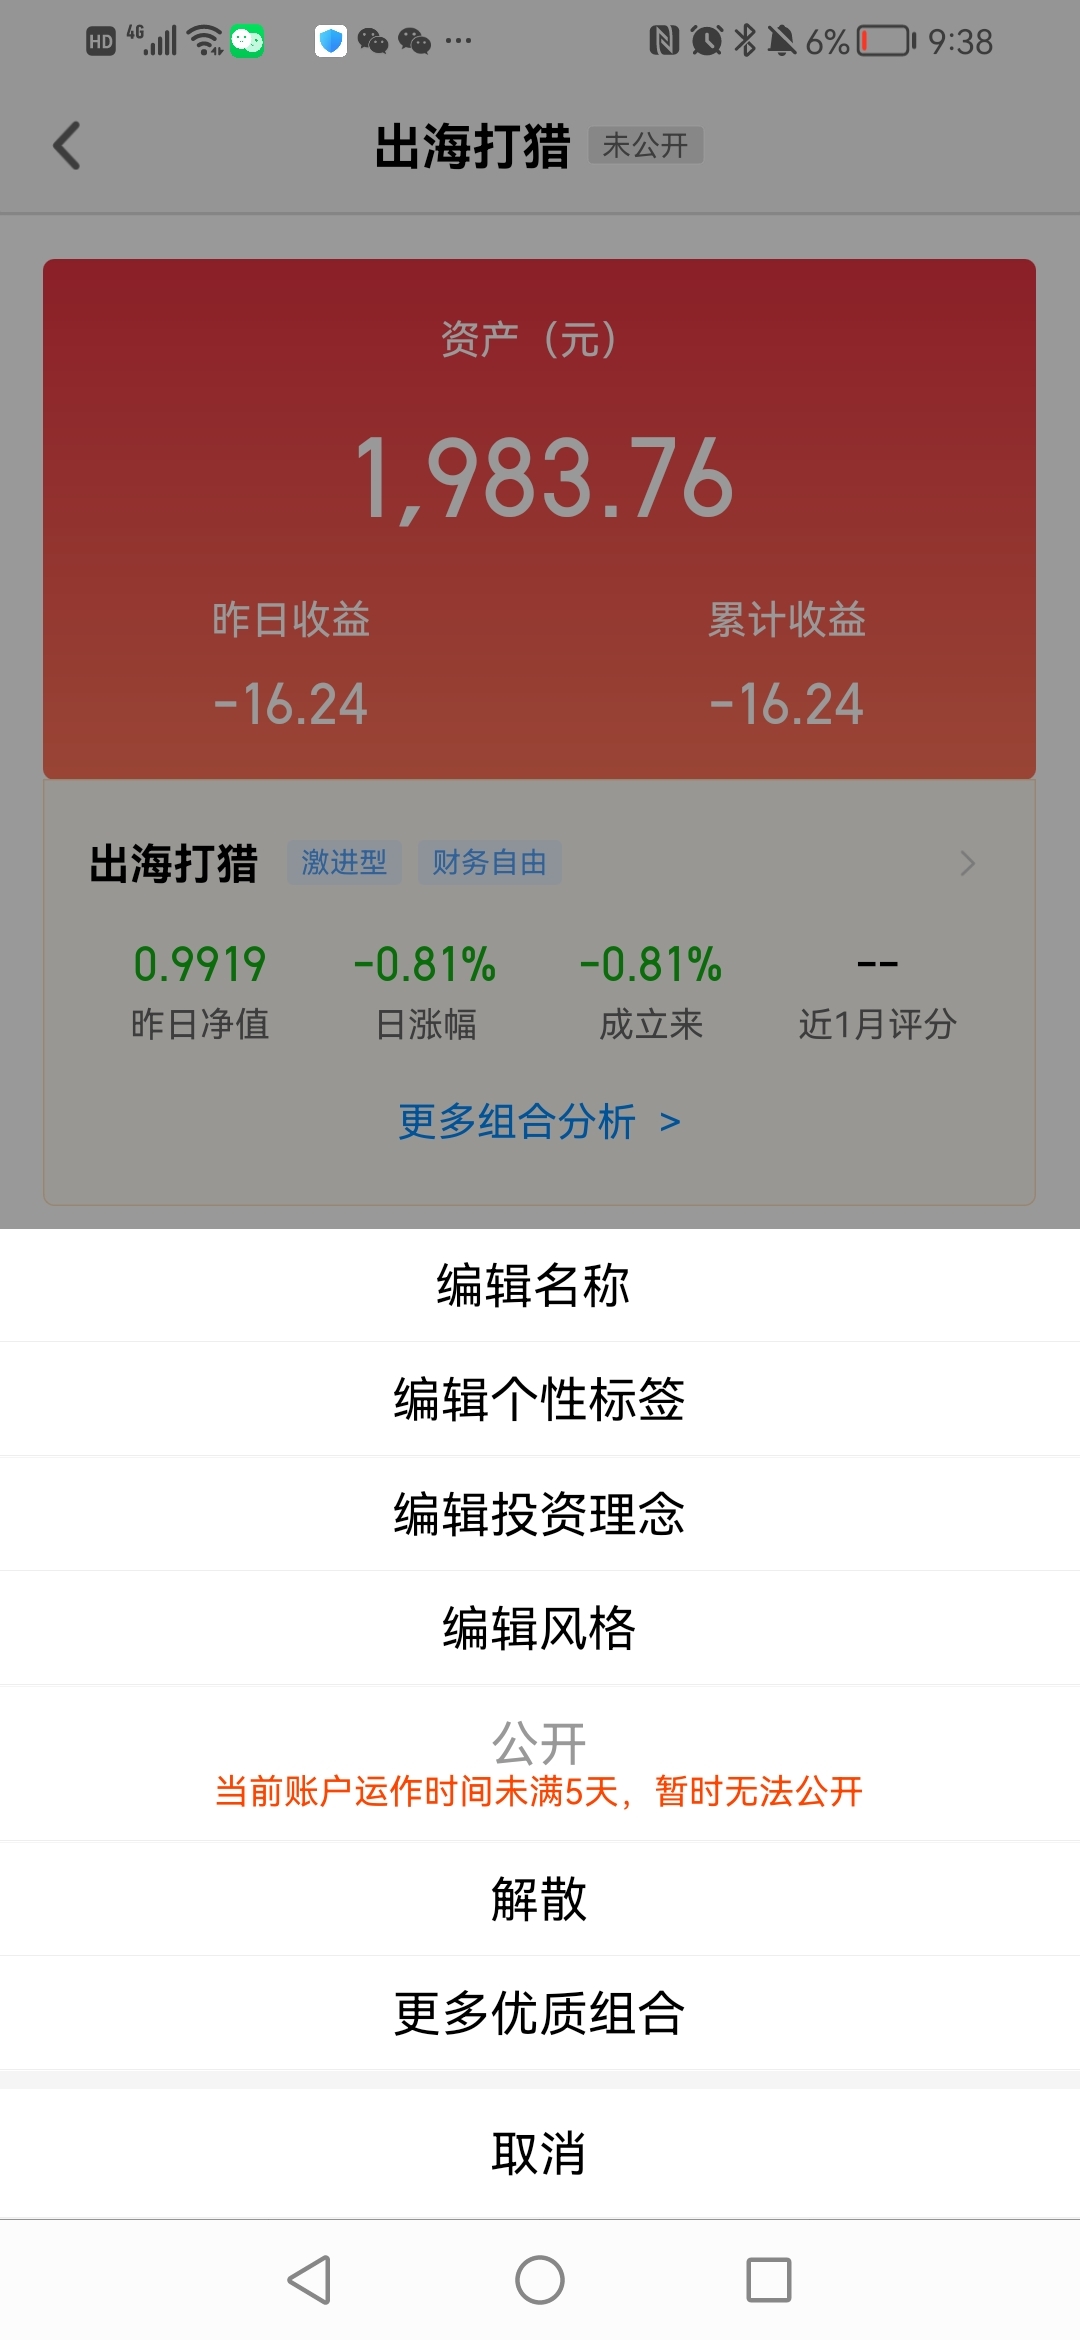 HD 4G 6% 9:38
出海打猎 未公开
资产（元）
1,983.76
昨日收益 累计收益
-16.24 -16.24
出海打猎 激进型 财务自由
0.9919 -0.81% -0.81% --
昨日净值 日涨幅 成立来 近1月评分
更多组合分析 >
编辑名称
编辑个性标签
编辑投资理念
编辑风格
公开
当前账户运作时间未满5天，暂时无法公开
解散
更多优质组合
取消